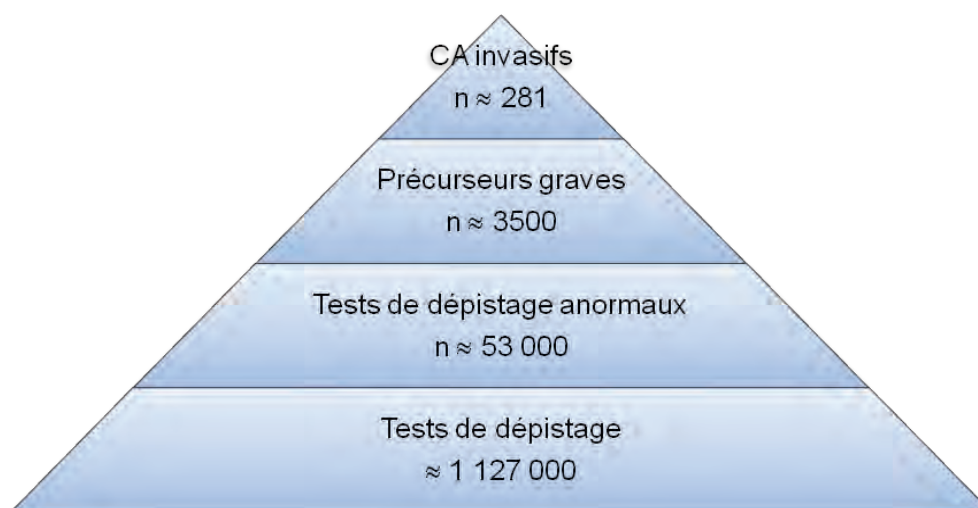 CA invasifs
n ≈ 281
Précurseurs graves
n ≈ 3500
Tests de dépistage anormaux
n ≈ 53 000
Tests de dépistage
≈ 1 127 000